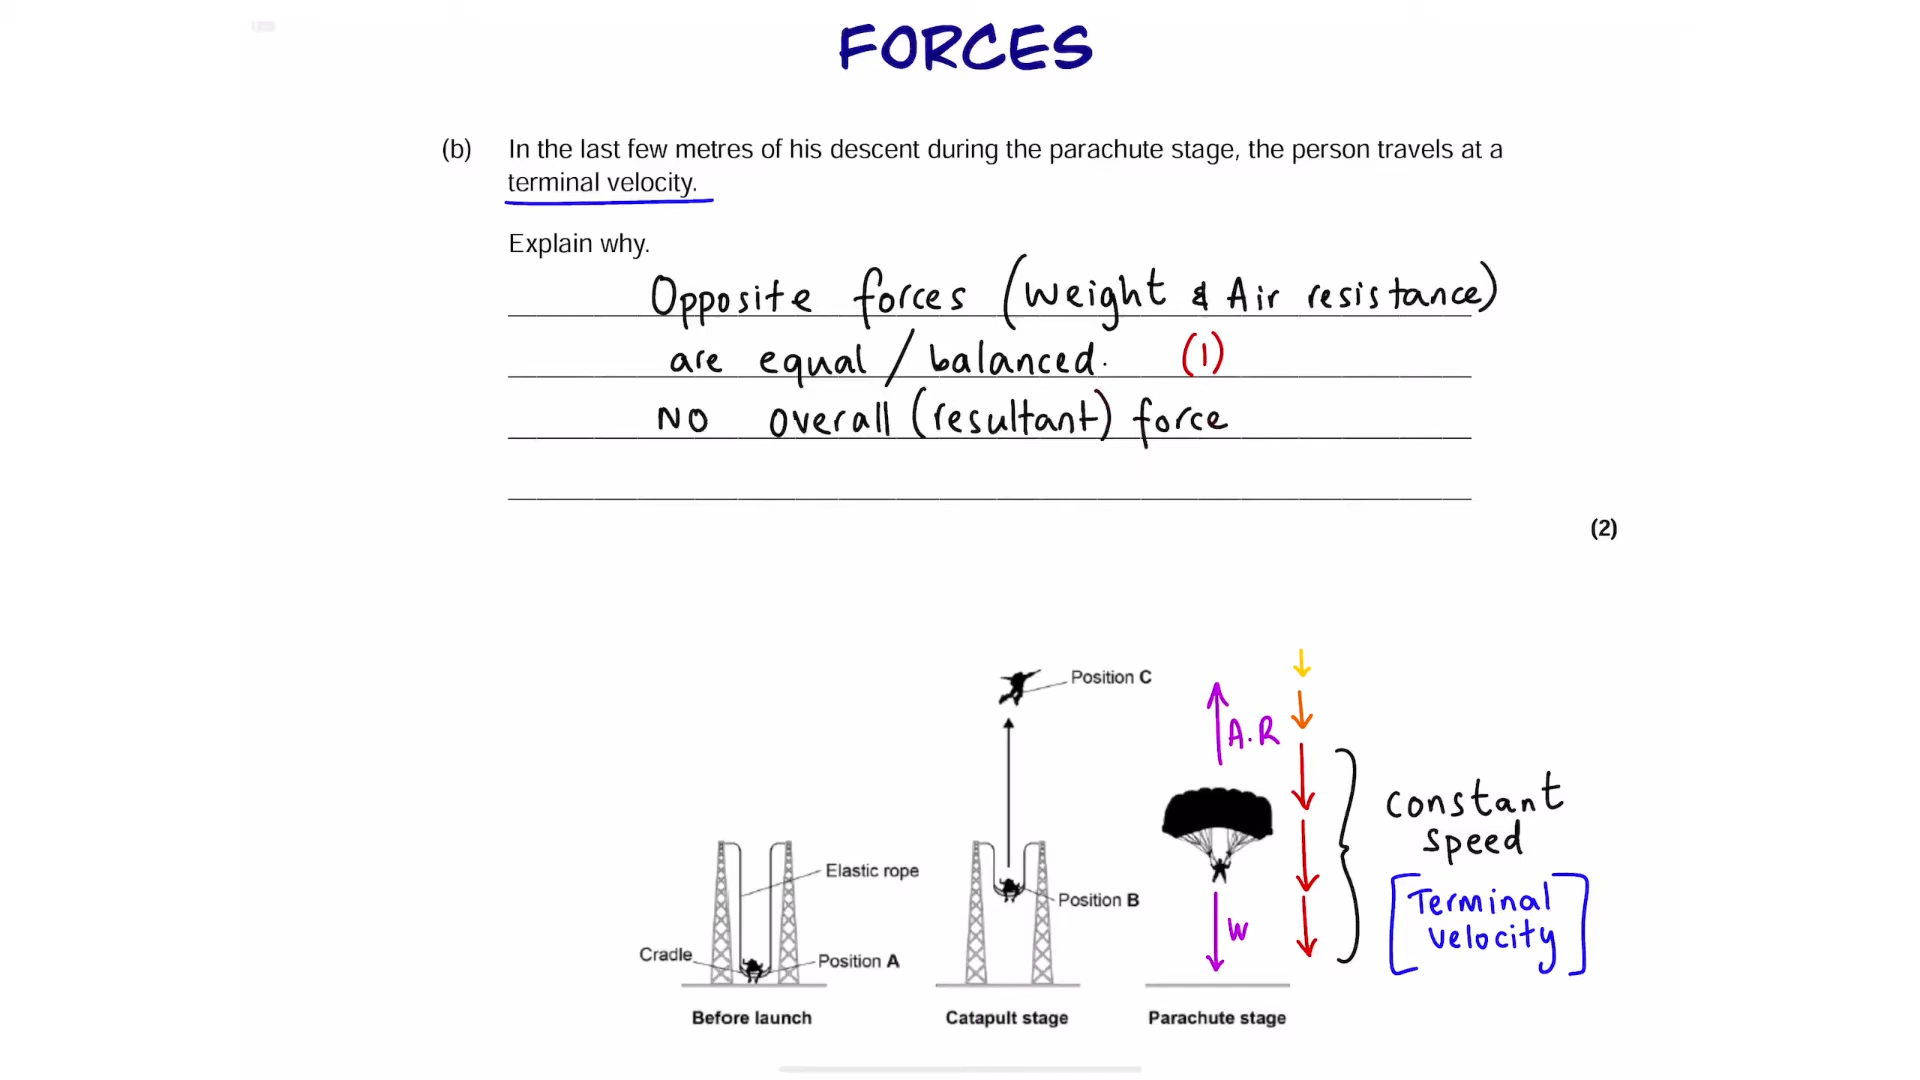 FORCES
(b) In the last few metres of his descent during the parachute stage, the person travels at a
terminal velocity.
Explain why.
Opposite forces (Weight & Air resistance)
are equal / balanced. (1)
NO overall (resultant) force
(2)
Position C
A.R
constant
speed
Elastic rope
Position B
[Terminal
velocity]
W
Cradle
Position A
Before launch
Catapult stage
Parachute stage